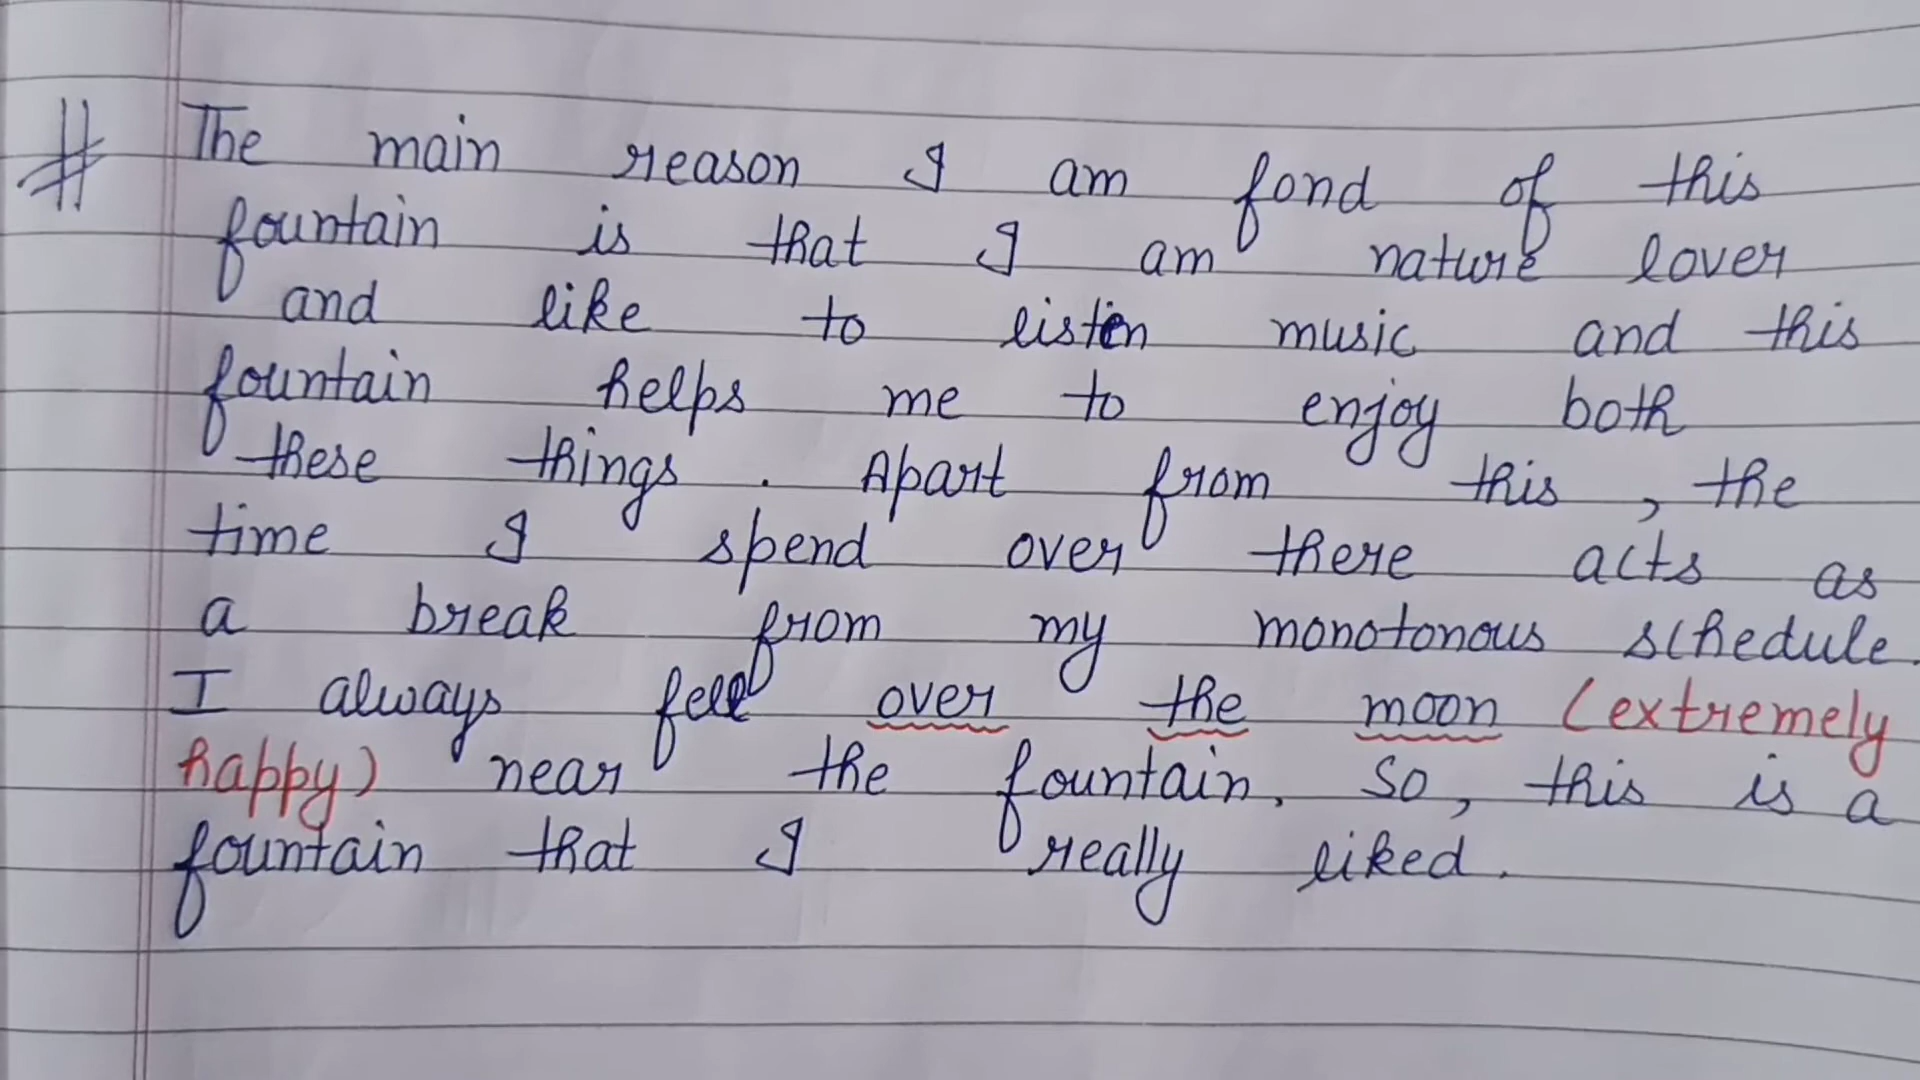 # The main reason I am fond of this
fountain is that I am nature lover
and like to listen music and this
fountain helps me to enjoy both
these things. Apart from this, the
time I spend over there acts as
a break from my monotonous schedule.
I always feel over the moon (extremely
happy) near the fountain. So, this is a
fountain that I really liked.